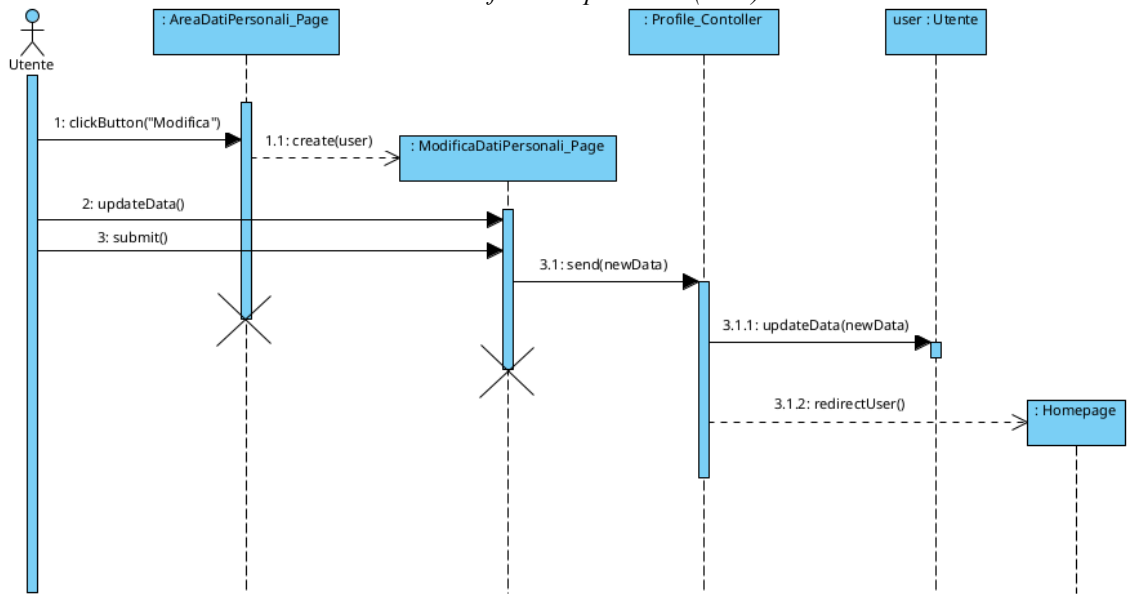 : AreaDatiPersonali_Page
: Profile_Contoller
user : Utente
Utente
1: clickButton("Modifica")
1.1: create(user)
: ModificaDatiPersonali_Page
2: updateData()
3: submit()
3.1: send(newData)
3.1.1: updateData(newData)
3.1.2: redirectUser()
: Homepage